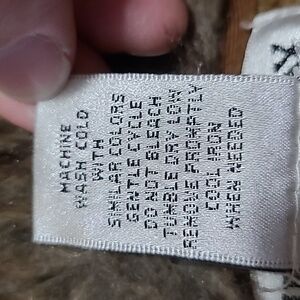 MACHINE
WASH COLD
WITH
SIMILAR COLORS
GENTLE CYCLE
DO NOT BLEACH
TUMBLE DRY LOW
REMOVE PROMPTLY
COOL IRON
WHEN NEEDED